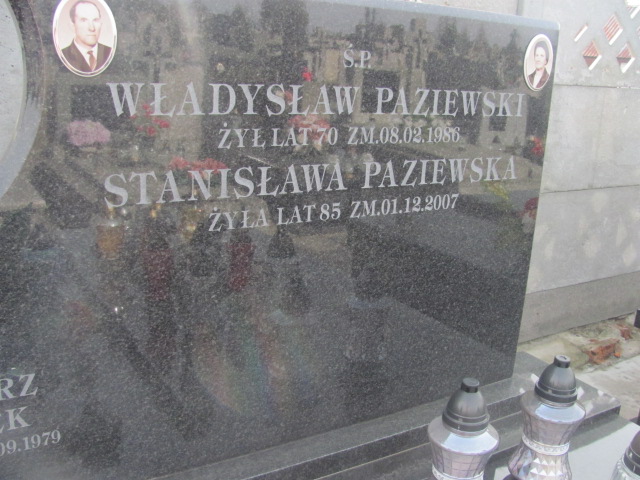 Ś.P.
WŁADYSŁAW PAZIEWSKI
ŻYŁ LAT 70 ZM.08.02.1986
STANISŁAWA PAZIEWSKA
ŻYŁA LAT 85 ZM.01.12.2007
RZ
EK
09.1979